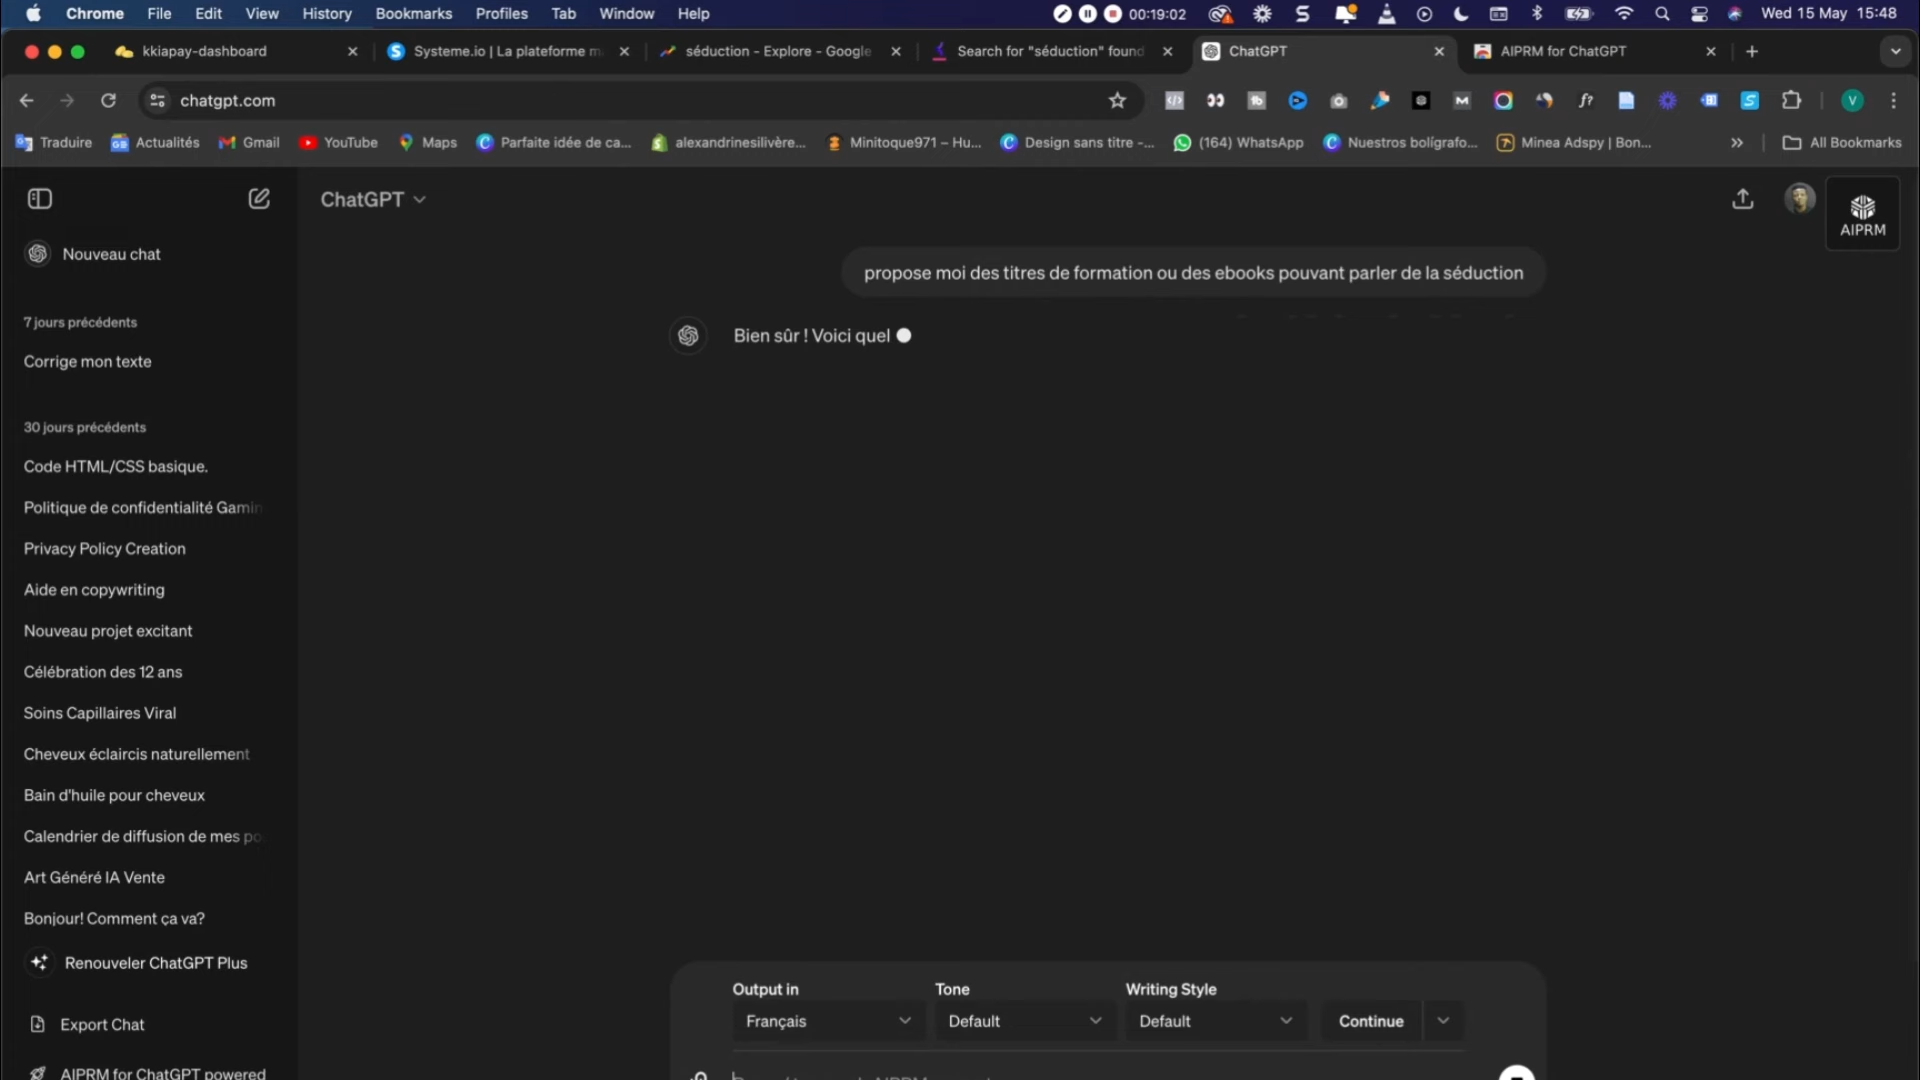 Chrome File Edit View History Bookmarks Profiles Tab Window Help 00:19:02 Wed 15 May 15:48
kkiapay-dashboard Systeme.io | La plateforme m séduction - Explore - Google Search for "séduction" found ChatGPT AIPRM for ChatGPT
chatgpt.com
Traduire Actualités Gmail YouTube Maps Parfaite idée de ca... alexandrinesilivère... Minitoque971 – Hu... Design sans titre -... (164) WhatsApp Nuestros bolígrafo... Minea Adspy | Bon... All Bookmarks
ChatGPT
AIPRM
Nouveau chat
propose moi des titres de formation ou des ebooks pouvant parler de la séduction
7 jours précédents
Bien sûr ! Voici quel
Corrige mon texte
30 jours précédents
Code HTML/CSS basique.
Politique de confidentialité Gamin
Privacy Policy Creation
Aide en copywriting
Nouveau projet excitant
Célébration des 12 ans
Soins Capillaires Viral
Cheveux éclaircis naturellement
Bain d'huile pour cheveux
Calendrier de diffusion de mes po
Art Généré IA Vente
Bonjour! Comment ça va?
Renouveler ChatGPT Plus
Output in Tone Writing Style
Français Default Default Continue
Export Chat
AIPRM for ChatGPT powered